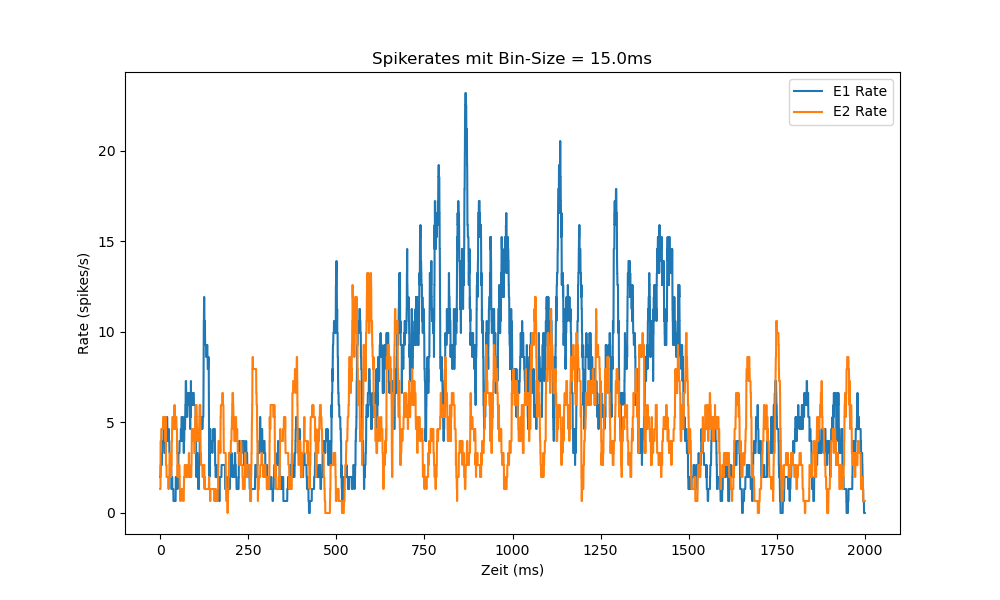 Spikerates mit Bin-Size = 15.0ms
E1 Rate
E2 Rate
Rate (spikes/s)
20
15
10
5
0
0 250 500 750 1000 1250 1500 1750 2000
Zeit (ms)